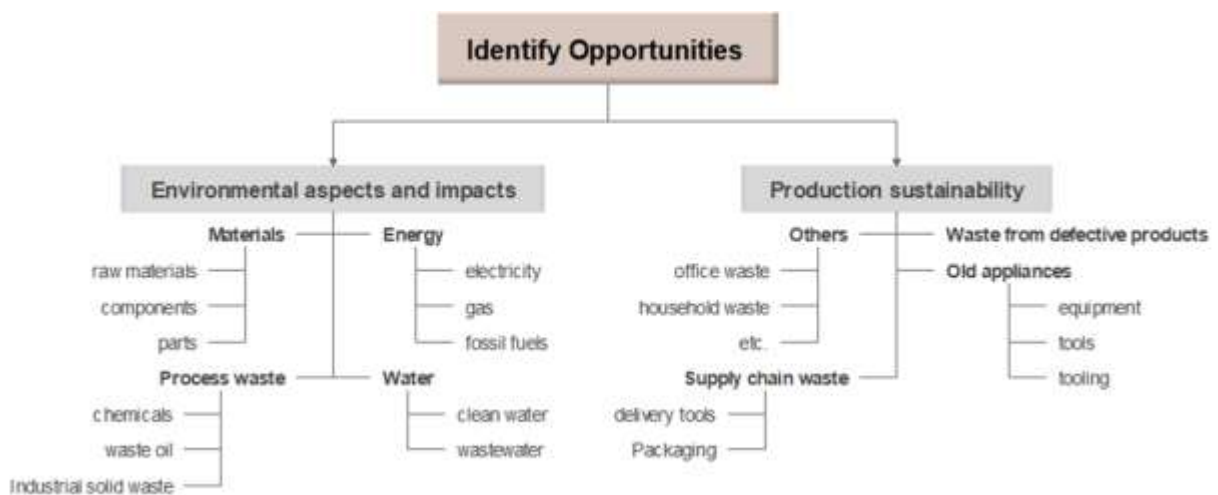 Identify Opportunities
Environmental aspects and impacts
Materials
raw materials
components
parts
Energy
electricity
gas
fossil fuels
Process waste
chemicals
waste oil
Industrial solid waste
Water
clean water
wastewater
Production sustainability
Others
office waste
household waste
etc.
Waste from defective products
Old appliances
equipment
tools
tooling
Supply chain waste
delivery tools
Packaging